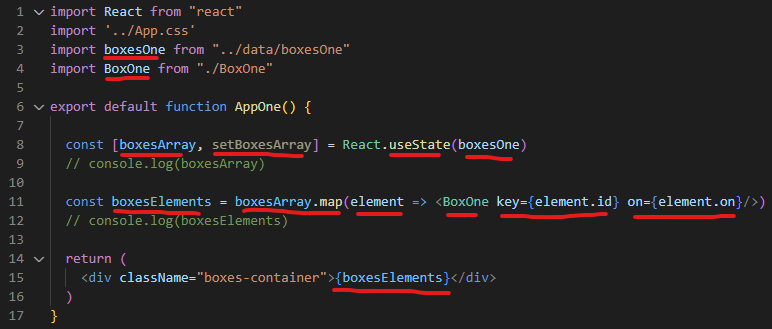 1 import React from "react"
2 import '../App.css'
3 import boxesOne from "../data/boxesOne"
4 import BoxOne from "./BoxOne"
5
6 export default function AppOne() {
7
8 const [boxesArray, setBoxesArray] = React.useState(boxesOne)
9 // console.log(boxesArray)
10
11 const boxesElements = boxesArray.map(element => <BoxOne key={element.id} on={element.on}/>)
12 // console.log(boxesElements)
13
14 return (
15 <div className="boxes-container">{boxesElements}</div>
16 )
17 }